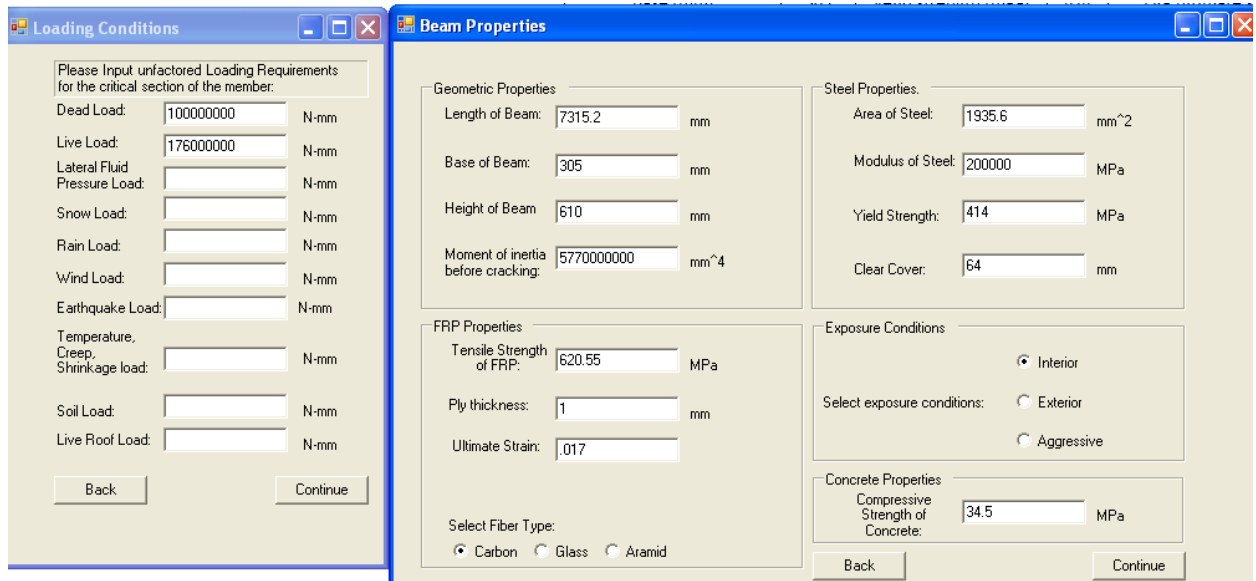 Loading Conditions
Please Input unfactored Loading Requirements
for the critical section of the member:
Dead Load: 100000000 N-mm
Live Load: 176000000 N-mm
Lateral Fluid
Pressure Load: N-mm
Snow Load: N-mm
Rain Load: N-mm
Wind Load: N-mm
Earthquake Load: N-mm
Temperature,
Creep,
Shrinkage load: N-mm
Soil Load: N-mm
Live Roof Load: N-mm
Back Continue
Beam Properties
Geometric Properties
Length of Beam: 7315.2 mm
Base of Beam: 305 mm
Height of Beam 610 mm
Moment of inertia
before cracking: 5770000000 mm^4
Steel Properties.
Area of Steel: 1935.6 mm^2
Modulus of Steel: 200000 MPa
Yield Strength: 414 MPa
Clear Cover: 64 mm
FRP Properties
Tensile Strength
of FRP: 620.55 MPa
Ply thickness: 1 mm
Ultimate Strain: .017
Select Fiber Type:
Carbon Glass Aramid
Exposure Conditions
Interior
Select exposure conditions: Exterior
Aggressive
Concrete Properties
Compressive
Strength of
Concrete: 34.5 MPa
Back Continue